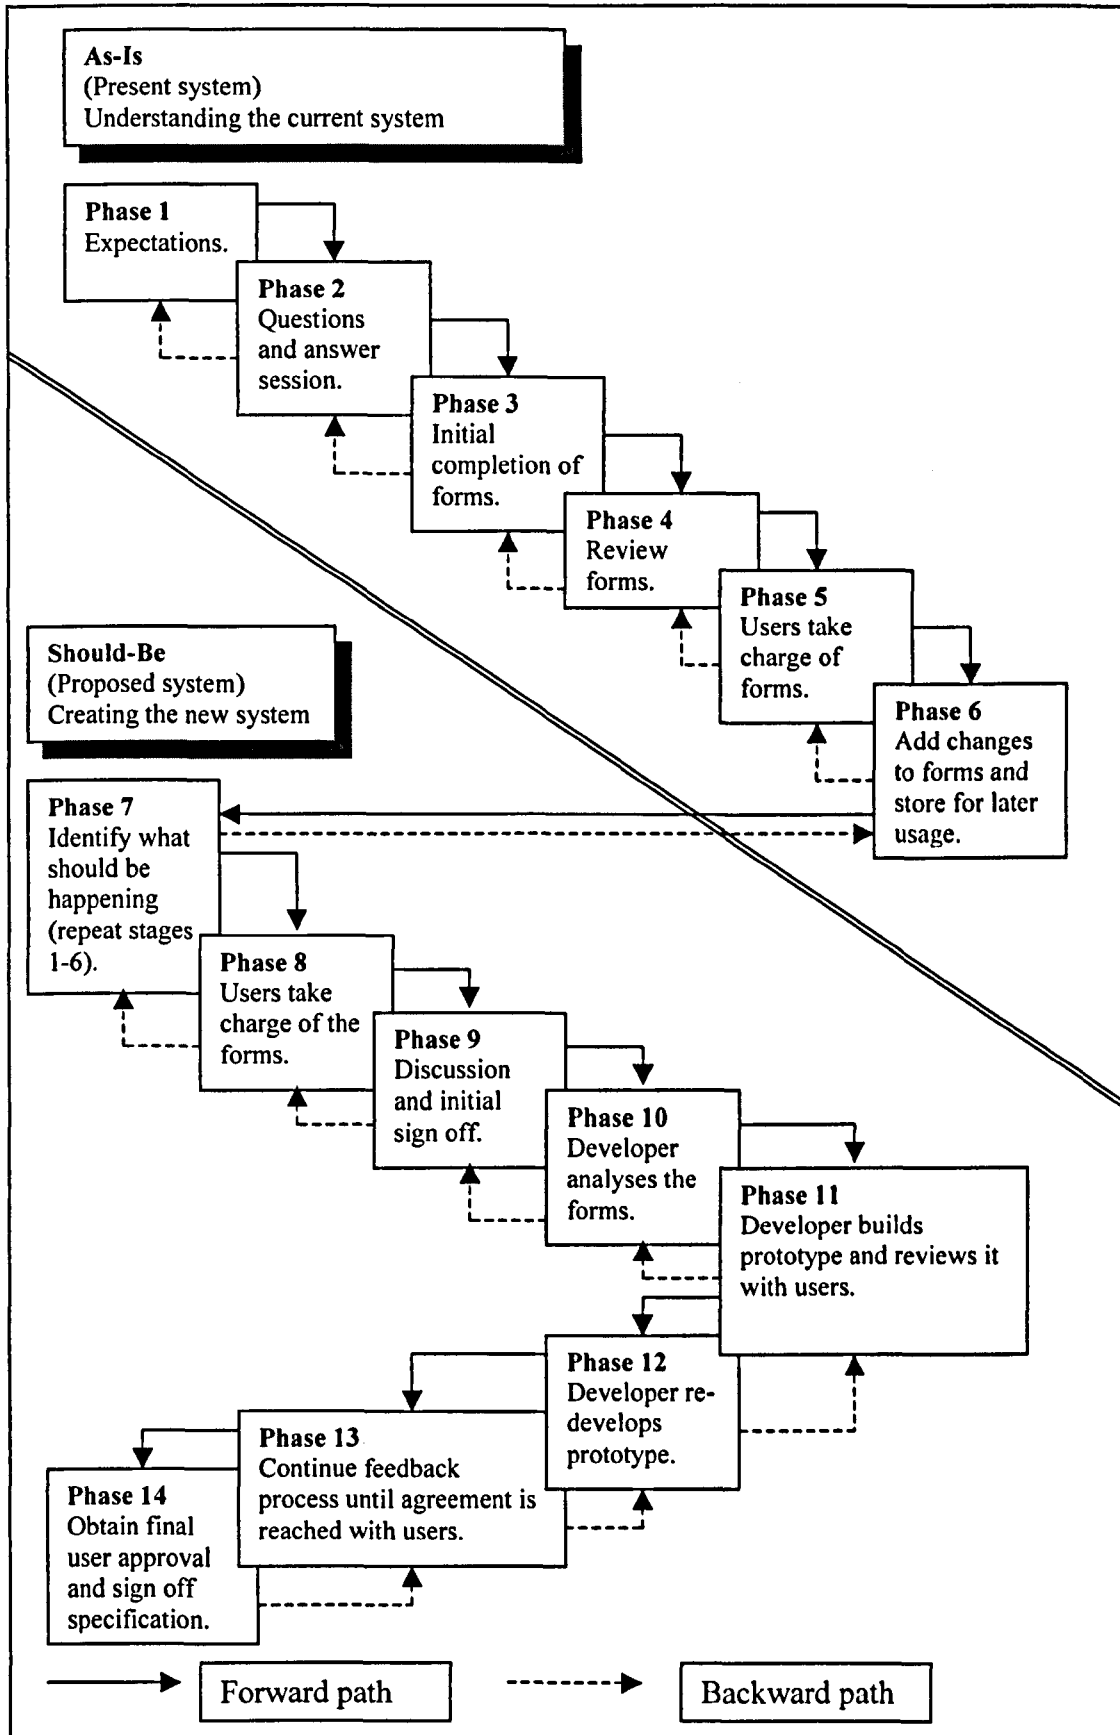 As-Is
(Present system)
Understanding the current system
Phase 1
Expectations.
Phase 2
Questions
and answer
session.
Phase 3
Initial
completion of
forms.
Phase 4
Review
forms.
Phase 5
Users take
charge of
forms.
Phase 6
Add changes
to forms and
store for later
usage.
Should-Be
(Proposed system)
Creating the new system
Phase 7
Identify what
should be
happening
(repeat stages
1-6).
Phase 8
Users take
charge of the
forms.
Phase 9
Discussion
and initial
sign off.
Phase 10
Developer
analyses the
forms.
Phase 11
Developer builds
prototype and reviews it
with users.
Phase 12
Developer re-
develops
prototype.
Phase 13
Continue feedback
process until agreement is
reached with users.
Phase 14
Obtain final
user approval
and sign off
specification.
Forward path
Backward path